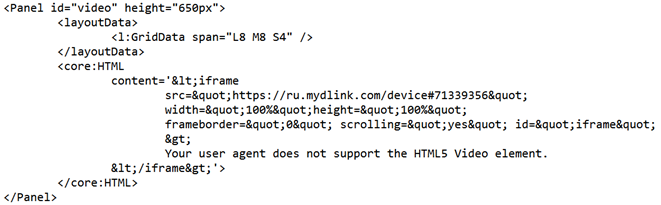 <Panel id="video" height="650px">
<layoutData>
<l:GridData span="L8 M8 S4" />
</layoutData>
<core:HTML
content='&lt;iframe
src=&quot;https://ru.mydlink.com/device#71339356&quot;
width=&quot;100%&quot;height=&quot;100%&quot;
frameborder=&quot;0&quot; scrolling=&quot;yes&quot; id=&quot;iframe&quot;
&gt;
Your user agent does not support the HTML5 Video element.
&lt;/iframe&gt;'>
</core:HTML>
</Panel>